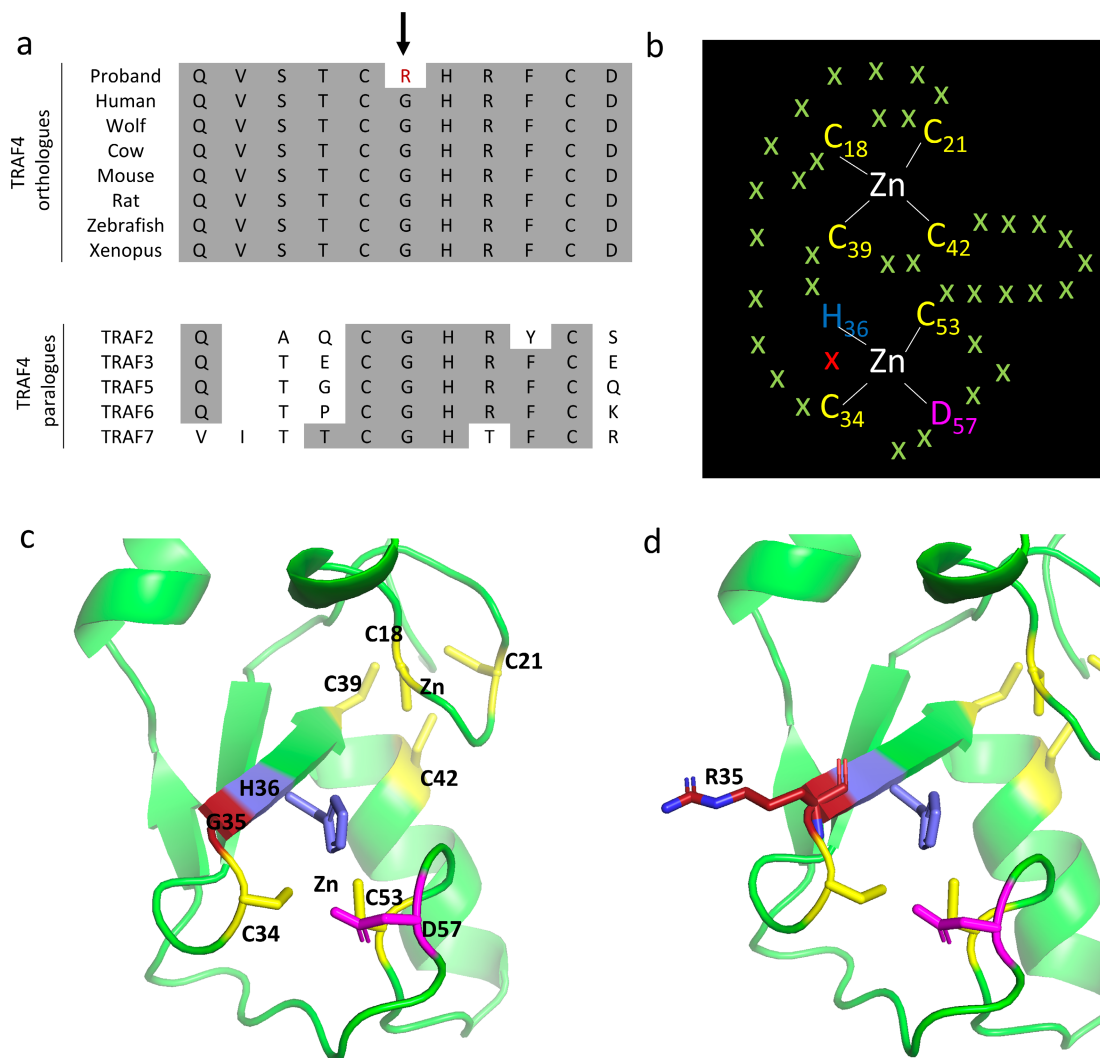 a
TRAF4 orthologues
Proband Q V S T C R H R F C D
Human Q V S T C G H R F C D
Wolf Q V S T C G H R F C D
Cow Q V S T C G H R F C D
Mouse Q V S T C G H R F C D
Rat Q V S T C G H R F C D
Zebrafish Q V S T C G H R F C D
Xenopus Q V S T C G H R F C D
TRAF4 paralogues
TRAF2 Q A Q C G H R Y C S
TRAF3 Q T E C G H R F C E
TRAF5 Q T G C G H R F C Q
TRAF6 Q T P C G H R F C K
TRAF7 V I T T C G H T F C R
b
X X X X X
X X X X
C18 C21
X X X
Zn
X X X
C39 C42 X X X X
X X X X X
X H36 C53 X X X X X X
X Zn X
X X
X C34 D57 X
X X
c
C18
C21
C39 Zn
C42
H36
G35
Zn
C53
C34 D57
d
R35